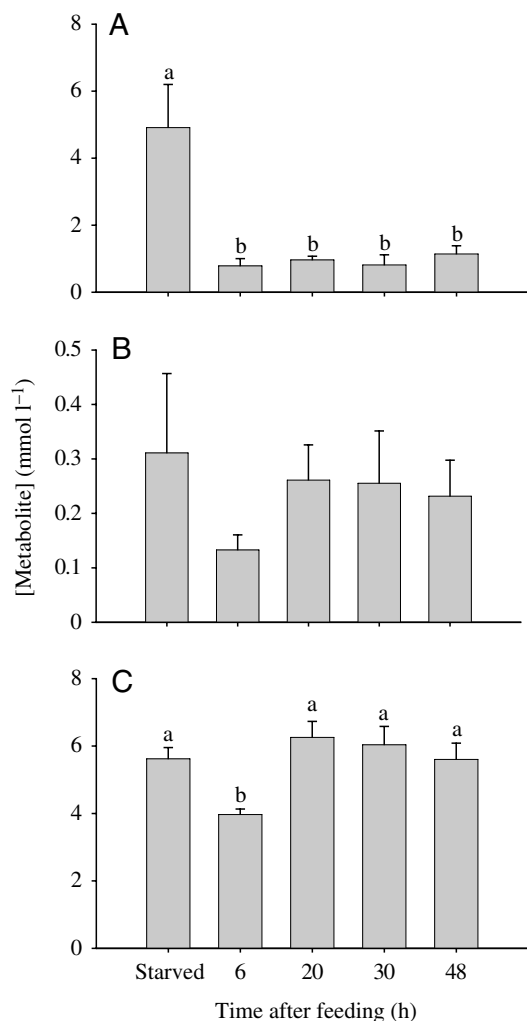 A
8
6
4
2
0
a
b
b
b
b
B
0.5
0.4
0.3
0.2
0.1
0
[Metabolite] (mmol l⁻¹)
C
8
6
4
2
0
a
b
a
a
a
Starved 6 20 30 48
Time after feeding (h)